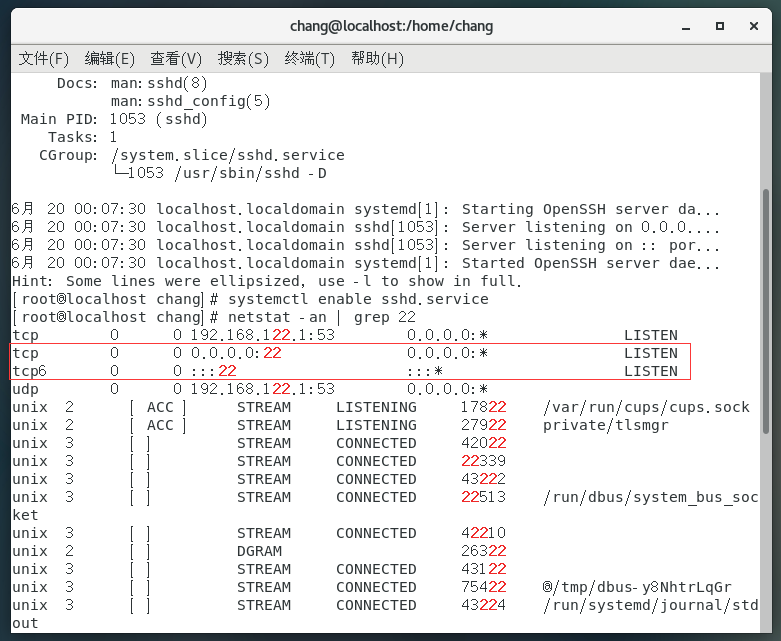 chang@localhost:/home/chang
文件(F) 编辑(E) 查看(V) 搜索(S) 终端(T) 帮助(H)
Docs: man:sshd(8)
man:sshd_config(5)
Main PID: 1053 (sshd)
Tasks: 1
CGroup: /system.slice/sshd.service
└─1053 /usr/sbin/sshd -D
6月 20 00:07:30 localhost.localdomain systemd[1]: Starting OpenSSH server da...
6月 20 00:07:30 localhost.localdomain sshd[1053]: Server listening on 0.0.0....
6月 20 00:07:30 localhost.localdomain sshd[1053]: Server listening on :: por...
6月 20 00:07:30 localhost.localdomain systemd[1]: Started OpenSSH server dae...
Hint: Some lines were ellipsized, use -l to show in full.
[root@localhost chang]# systemctl enable sshd.service
[root@localhost chang]# netstat -an | grep 22
tcp 0 0 192.168.122.1:53 0.0.0.0:* LISTEN
tcp 0 0 0.0.0.0:22 0.0.0.0:* LISTEN
tcp6 0 0 :::22 :::* LISTEN
udp 0 0 192.168.122.1:53 0.0.0.0:*
unix 2 [ ACC ] STREAM LISTENING 17822 /var/run/cups/cups.sock
unix 2 [ ACC ] STREAM LISTENING 27922 private/tlsmgr
unix 3 [ ] STREAM CONNECTED 42022
unix 3 [ ] STREAM CONNECTED 22339
unix 3 [ ] STREAM CONNECTED 43222
unix 3 [ ] STREAM CONNECTED 22513 /run/dbus/system_bus_soc
ket
unix 3 [ ] STREAM CONNECTED 42210
unix 2 [ ] DGRAM 26322
unix 3 [ ] STREAM CONNECTED 43122
unix 3 [ ] STREAM CONNECTED 75422 @/tmp/dbus-y8NhtrLqGr
unix 3 [ ] STREAM CONNECTED 43224 /run/systemd/journal/std
out